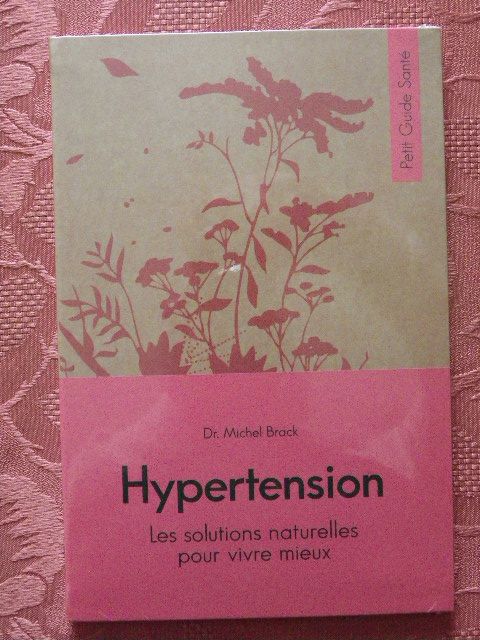 Petit Guide Santé
Dr. Michel Brack
Hypertension
Les solutions naturelles
pour vivre mieux